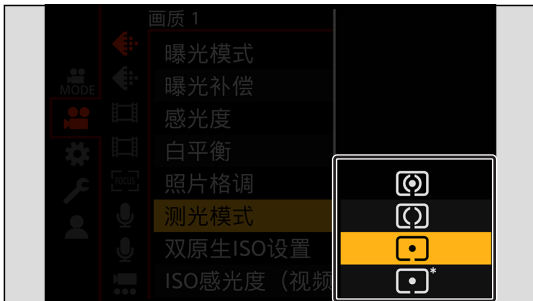 画质 1
曝光模式
曝光补偿
MODE
感光度
白平衡
FOCUS
照片格调
测光模式
双原生ISO设置
ISO感光度（视频
*